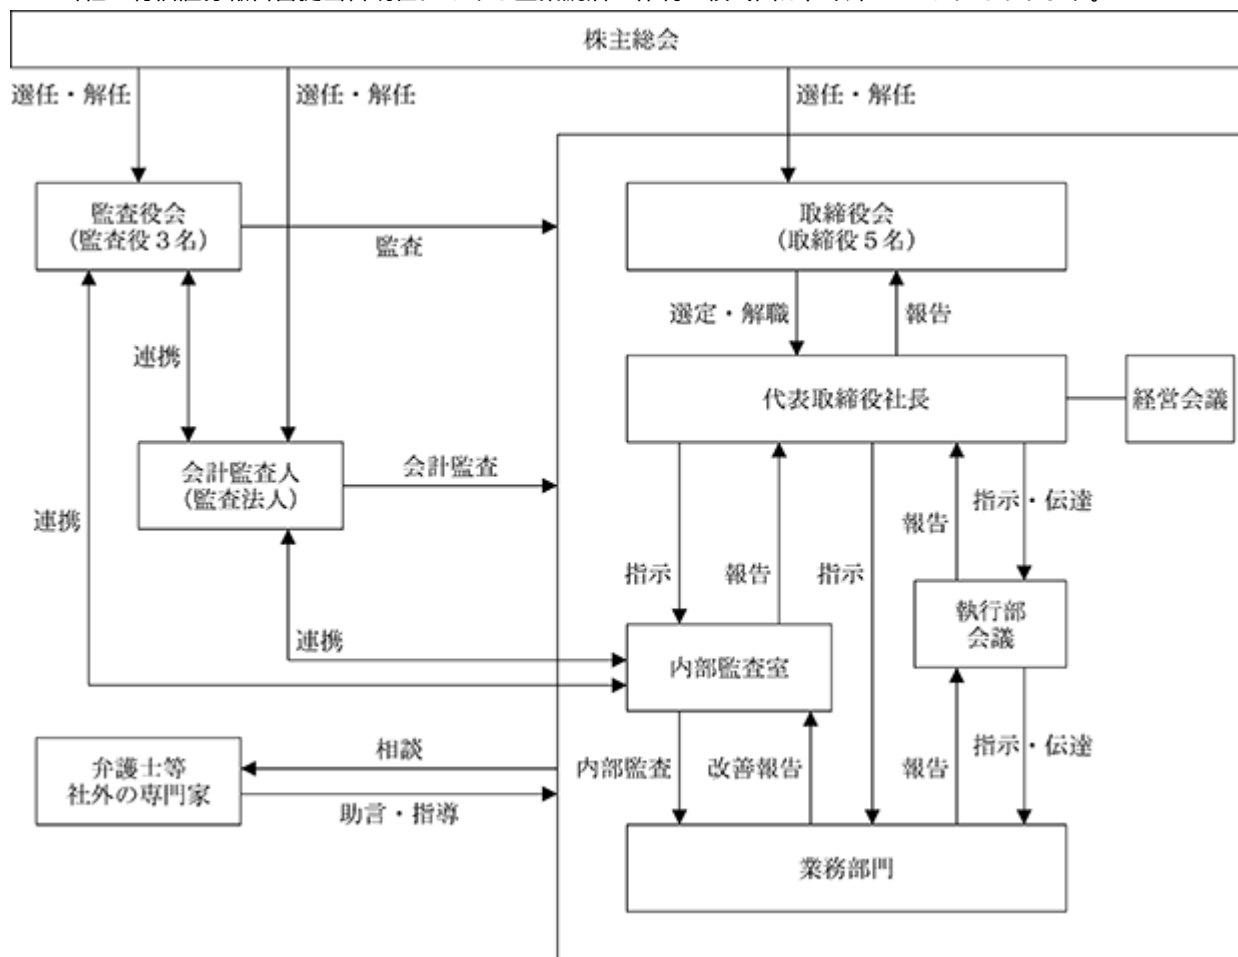 株主総会
選任・解任
選任・解任
選任・解任
監査役会
(監査役3名)
監査
取締役会
(取締役5名)
選定・解職
報告
連携
代表取締役社長
経営会議
会計監査人
(監査法人)
会計監査
連携
指示
報告
指示
報告
指示・伝達
執行部
会議
連携
内部監査室
弁護士等
社外の専門家
相談
助言・指導
内部監査
改善報告
報告
指示・伝達
業務部門